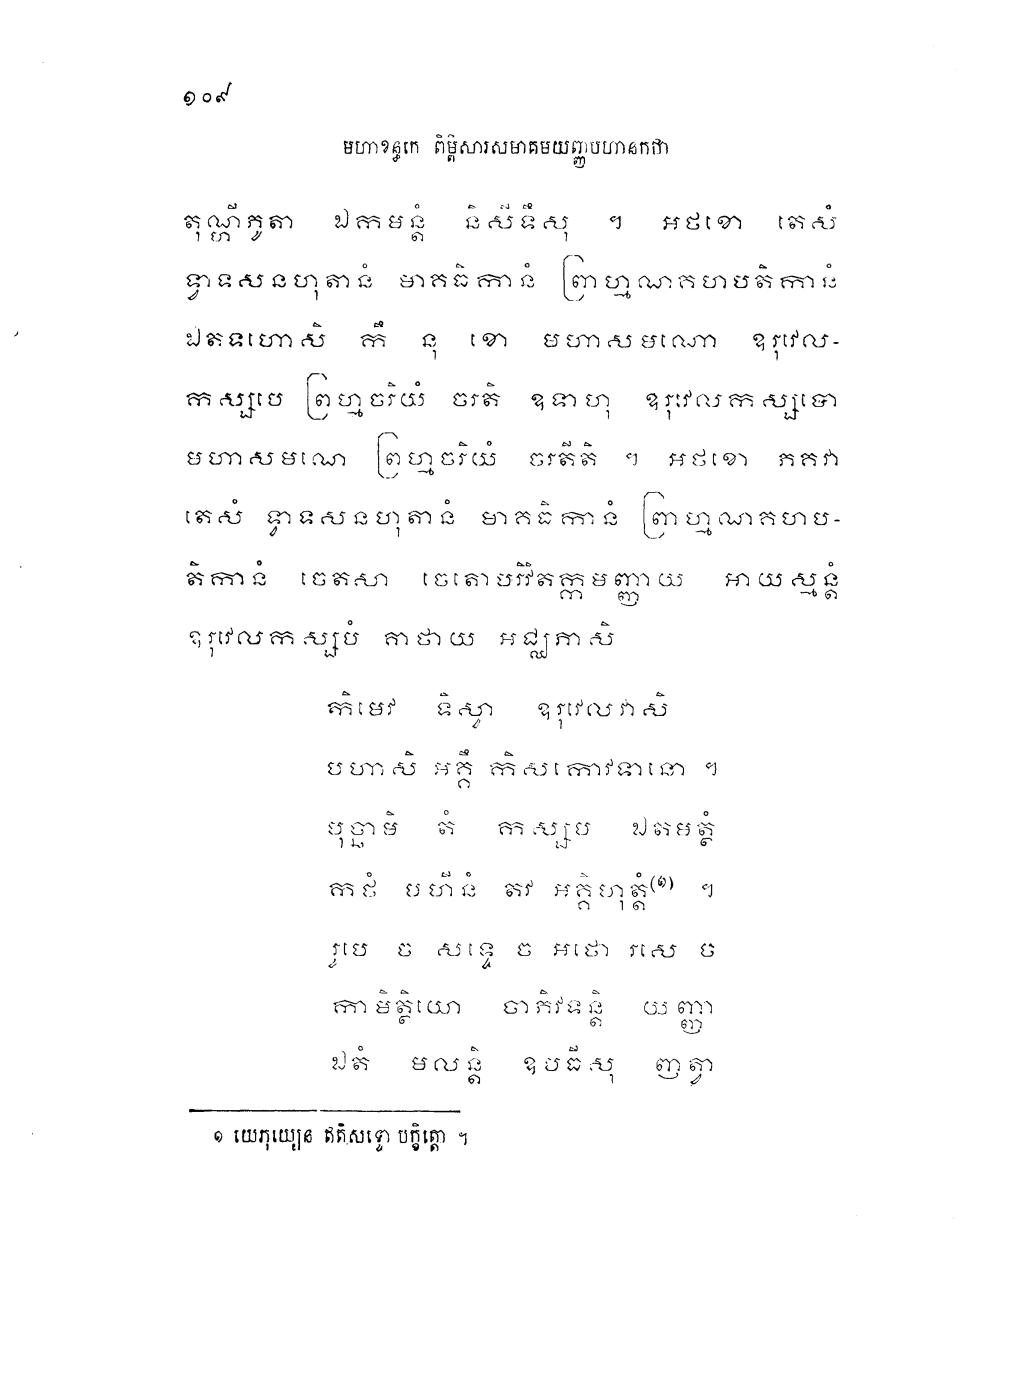 ១០៩
មហាខន្ធកេ ពិម្ពិសារសមាគមយញ្ញបហានកថា
តុណ្ហីភូតា ឯកមន្តំ និសីទឹសុ ។ អថខោ តេសំ
ទ្វាទសនហុតានំ មាគធិកានំ ព្រាហ្មណគហបតិកានំ
ឯតទហោសិ កឹ នុ ខោ មហាសមណោ ឧរុវេល-
កស្សបេ ព្រហ្មចរិយំ ចរតិ ឧទាហុ ឧរុវេលកស្សបោ
មហាសមណេ ព្រហ្មចរិយំ ចរតីតិ ។ អថខោ ភគវា
តេសំ ទ្វាទសនហុតានំ មាគធិកានំ ព្រាហ្មណគហប-
តិកានំ ចេតសា ចេតោបរិវិតក្កមញ្ញាយ អាយស្មន្តំ
ឧរុវេលកស្សបំ គាថាយ អជ្ឈភាសិ
កិមេវ ទិស្វា ឧរុវេលវាសិ
បហាសិ អគ្គឹ កិសកោវទានោ ។
បុច្ឆាមិ តំ កស្សប ឯតមត្ថំ
កថំ បហីនំ តវ អគ្គិហុត្តំ(១) ។
រូបេ ច សទ្ទេ ច អថោ រសេ ច
កាមិត្ថិយោ ចាភិវទន្តិ យញ្ញា
ឯតំ មលន្តិ ឧបធីសុ ញត្វា
១ យេភុយ្យេន ឥតិសទ្ទោ បក្ខិត្តោ ។